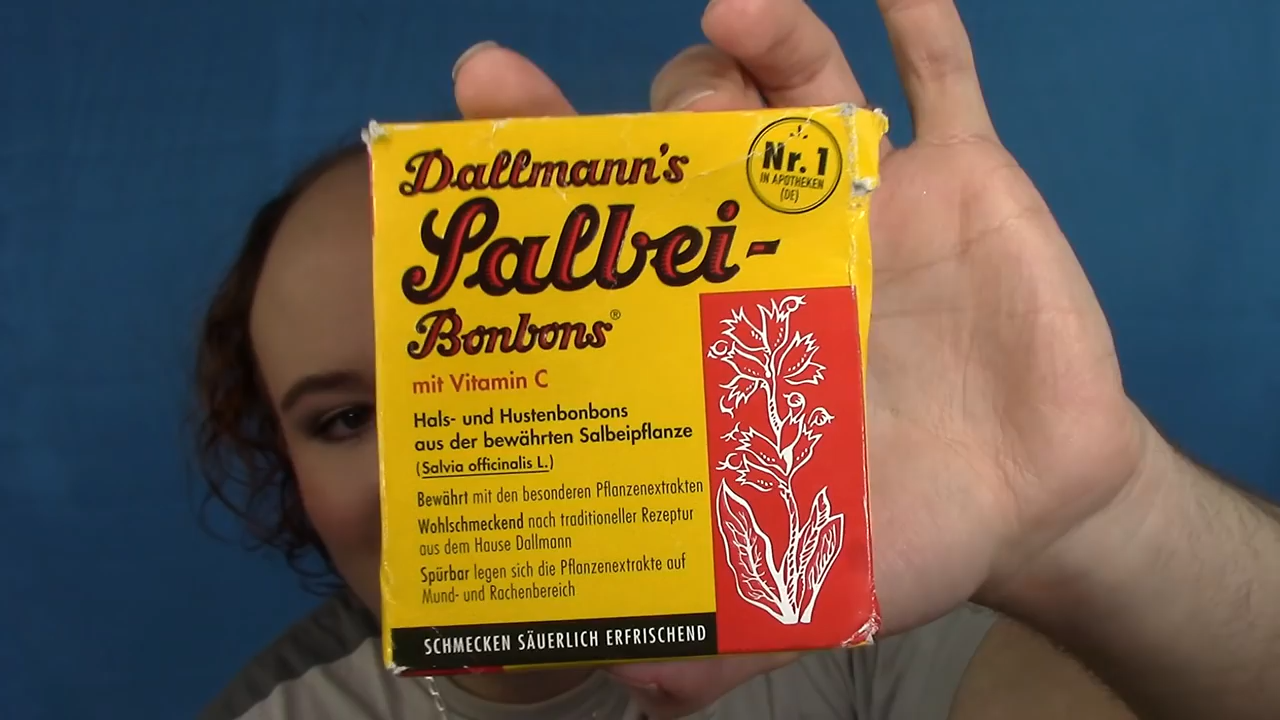 Dallmann's
Salbei-
Bonbons®
Nr. 1
IN APOTHEKEN
(DE)
mit Vitamin C
Hals- und Hustenbonbons
aus der bewährten Salbeipflanze
(Salvia officinalis L.)
Bewährt mit den besonderen Pflanzenextrakten
Wohlschmeckend nach traditioneller Rezeptur
aus dem Hause Dallmann
Spürbar legen sich die Pflanzenextrakte auf
Mund- und Rachenbereich
SCHMECKEN SÄUERLICH ERFRISCHEND